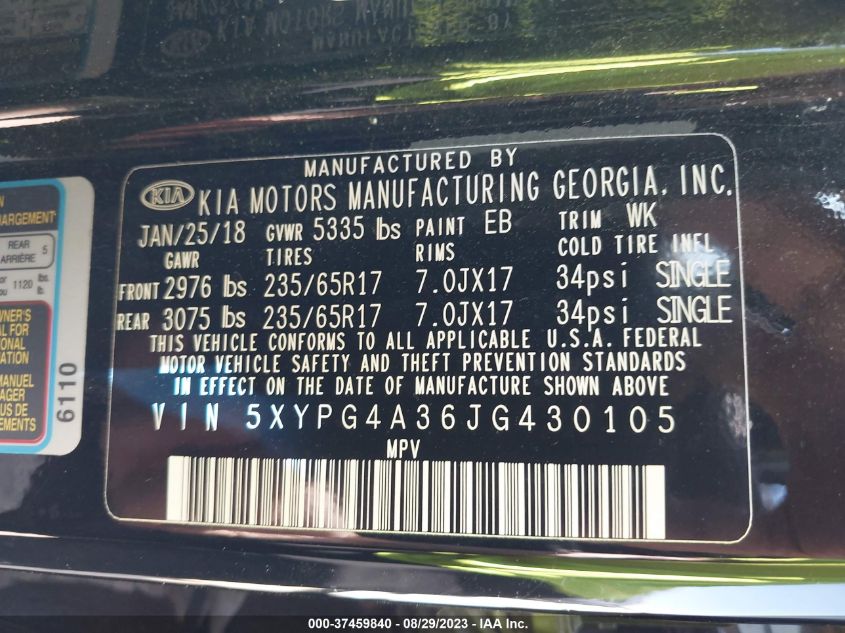 MANUFACTURED BY
KIA KIA MOTORS MANUFACTURING GEORGIA, INC.
JAN/25/18 GVWR 5335 lbs PAINT EB TRIM WK
GAWR TIRES RIMS COLD TIRE INFL
FRONT 2976 lbs 235/65R17 7.0JX17 34psi SINGLE
REAR 3075 lbs 235/65R17 7.0JX17 34psi SINGLE
THIS VEHICLE CONFORMS TO ALL APPLICABLE U.S.A. FEDERAL
MOTOR VEHICLE SAFETY AND THEFT PREVENTION STANDARDS
IN EFFECT ON THE DATE OF MANUFACTURE SHOWN ABOVE
VIN 5XYPG4A36JG430105
MPV
REAR 5
ARRIÈRE
1120 lbs.
6110
000-37459840 - 08/29/2023 - IAA Inc.